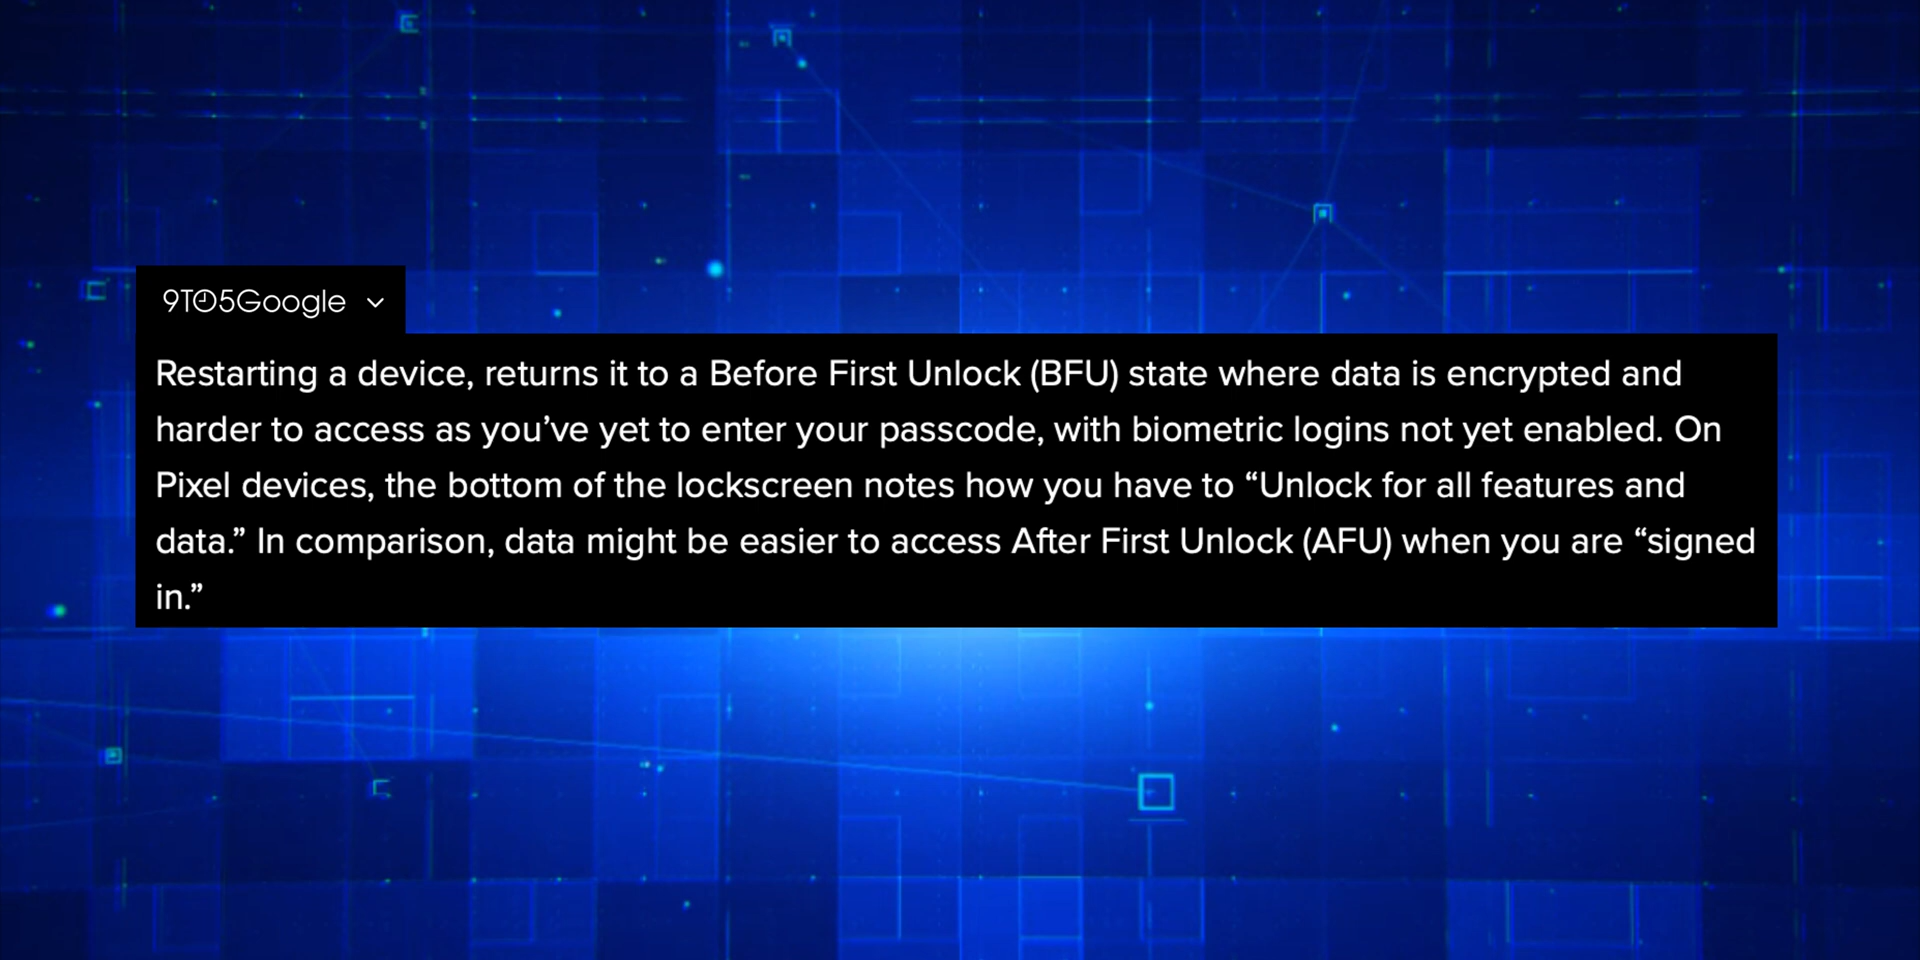 9TO5Google
Restarting a device, returns it to a Before First Unlock (BFU) state where data is encrypted and
harder to access as you’ve yet to enter your passcode, with biometric logins not yet enabled. On
Pixel devices, the bottom of the lockscreen notes how you have to “Unlock for all features and
data.” In comparison, data might be easier to access After First Unlock (AFU) when you are “signed
in.”